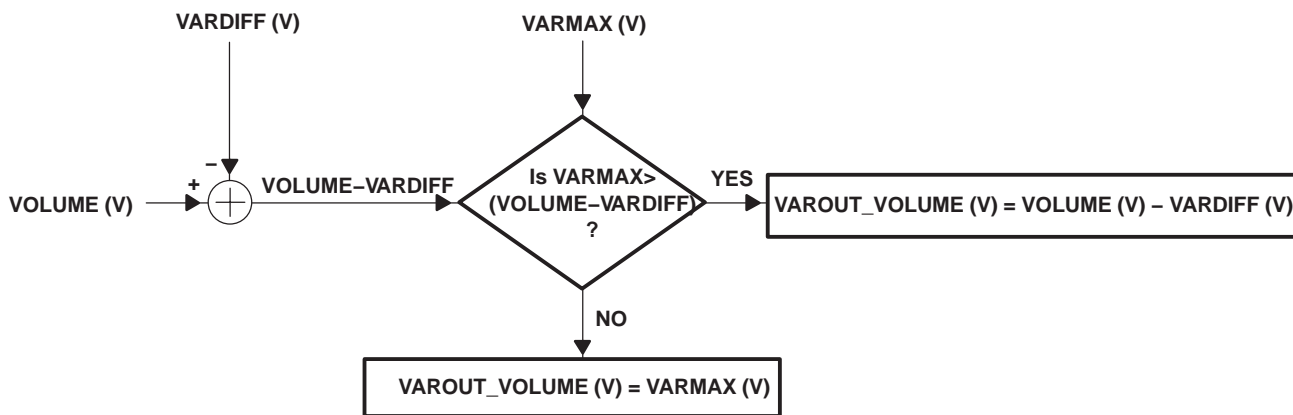 VARDIFF (V)
VARMAX (V)
−
+
VOLUME (V)
VOLUME−VARDIFF
Is VARMAX>
(VOLUME−VARDIFF)
?
YES
VAROUT_VOLUME (V) = VOLUME (V) − VARDIFF (V)
NO
VAROUT_VOLUME (V) = VARMAX (V)